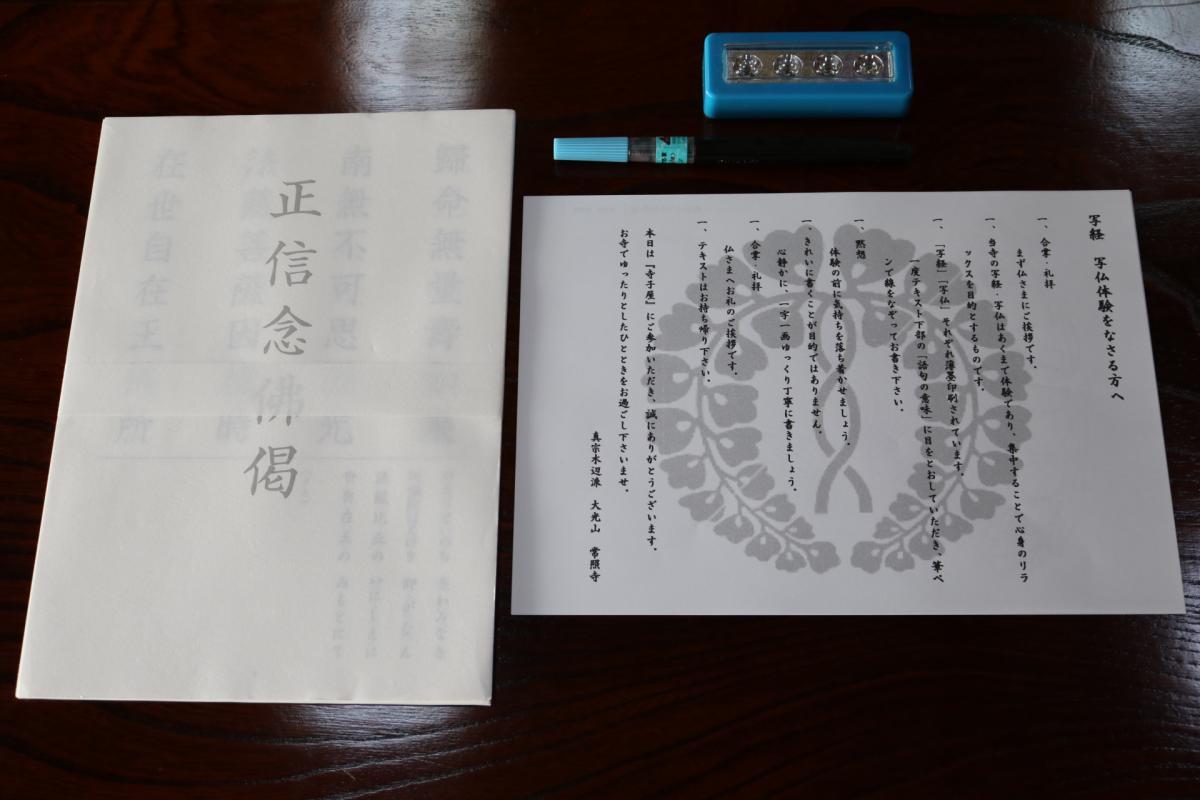 写経 写仏体験をなさる方へ
一、合掌・礼拝
まず仏さまにご挨拶です。
一、当寺の写経・写仏はあくまで体験であり、集中することで心身のリラ
ックスを目的とするものです。
一、「写経」「写仏」それぞれ薄墨印刷されています。
一度テキスト下部の「語句の意味」に目をとおしていただき、筆ペ
ンで線をなぞってお書き下さい。
一、黙想
体験の前に気持ちを落ち着かせましょう。
一、きれいに書くことが目的ではありません。
心静かに、一字一画ゆっくり丁寧に書きましょう。
一、合掌・礼拝
仏さまへお礼のご挨拶です。
一、テキストはお持ち帰り下さい。
本日は『寺子屋』にご参加いただき、誠にありがとうございます。
お寺でゆったりとしたひとときをお過ごし下さいませ。
真宗木辺派 大光山 常照寺
正信念佛偈
歸命無量壽
南無不可思
法藏菩薩因 時
在世自在王 所